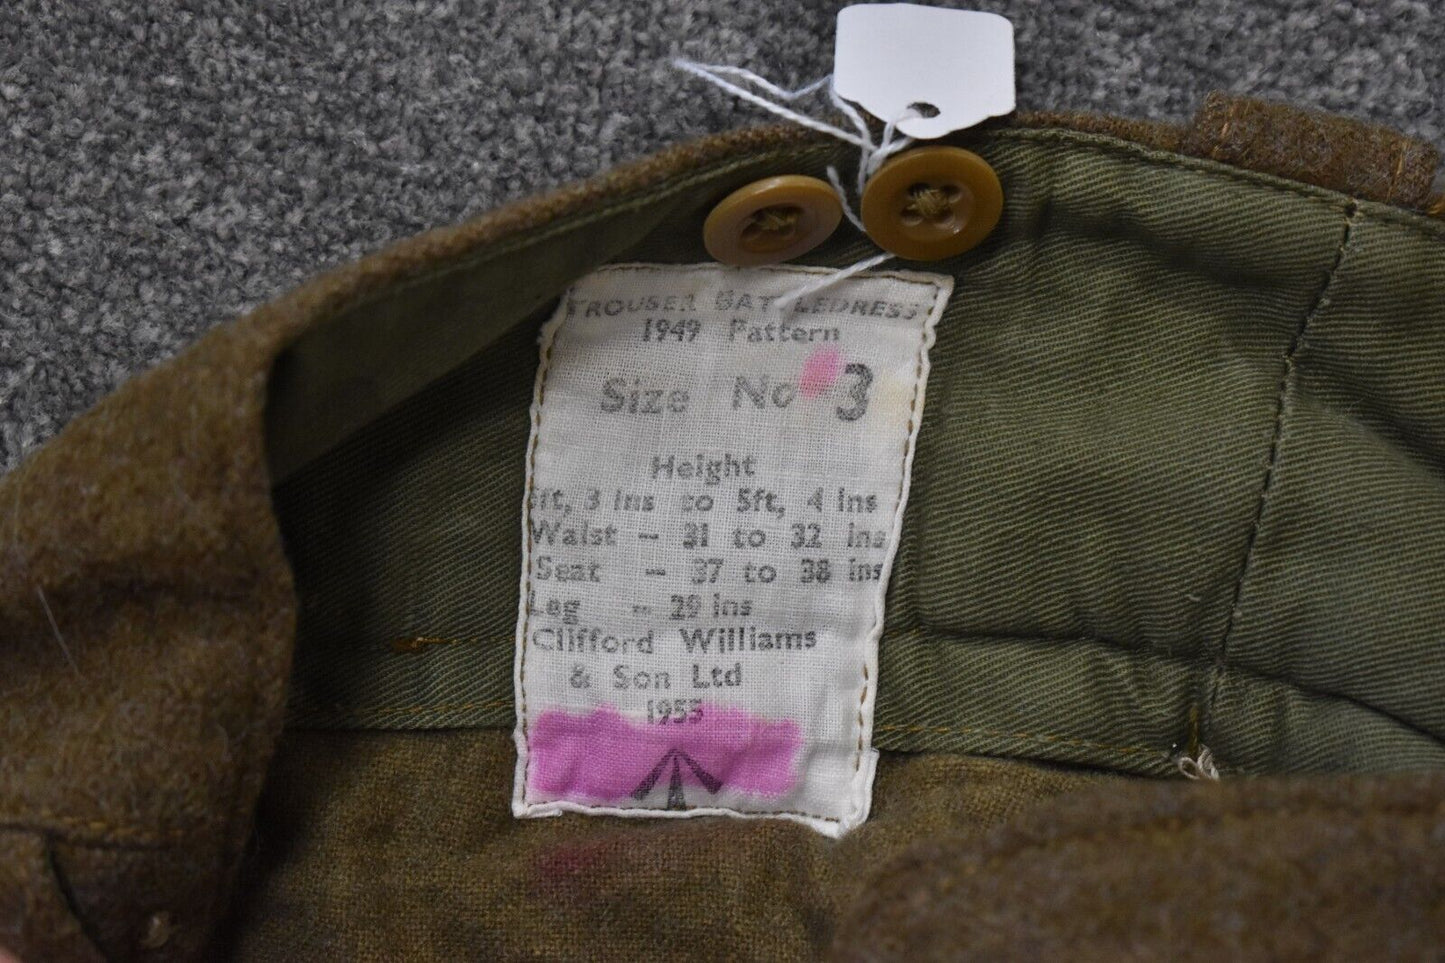 TROUSER BATTLEDRESS
1949 Pattern
Size No 3
Height
5ft, 3 ins to 5ft, 4 ins
Waist - 31 to 32 ins
Seat - 37 to 38 ins
Leg - 29 ins
Clifford Williams
& Son Ltd
1953